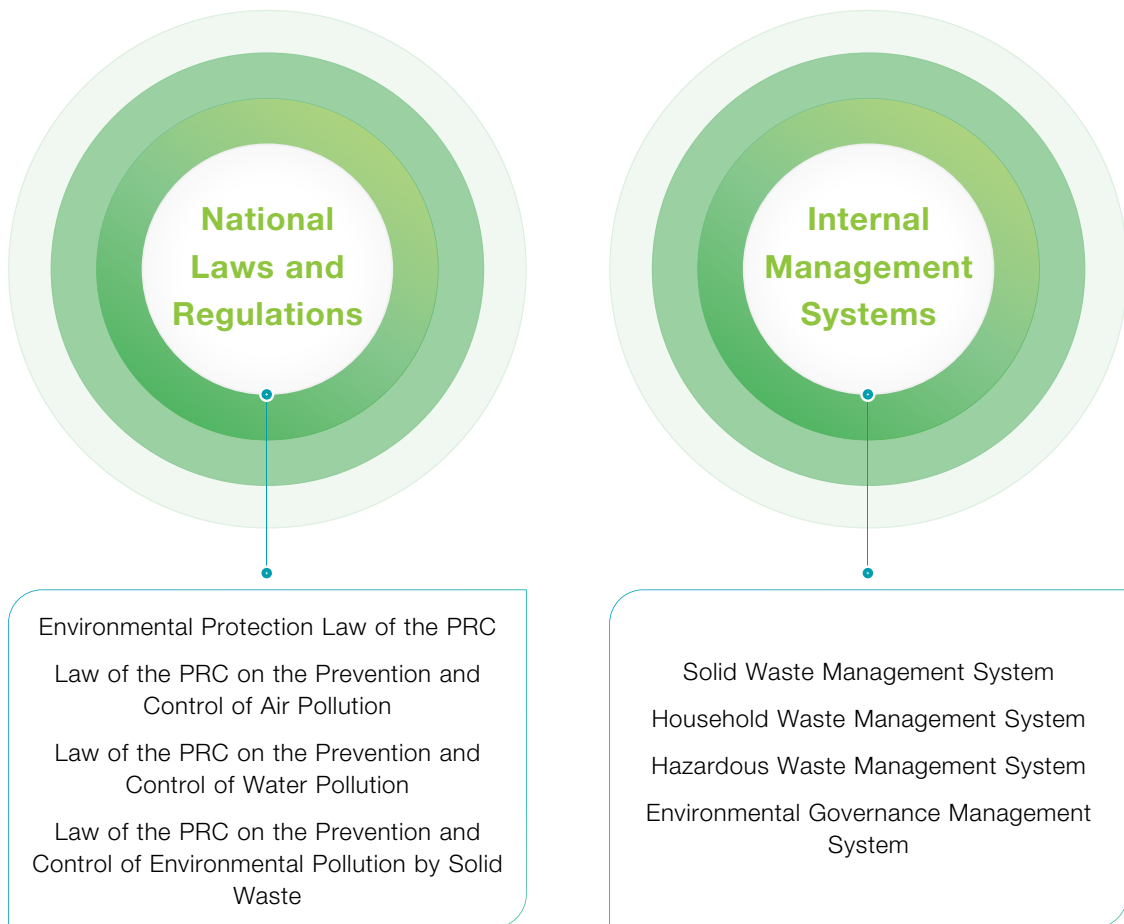 National
Laws and
Regulations
Environmental Protection Law of the PRC
Law of the PRC on the Prevention and
Control of Air Pollution
Law of the PRC on the Prevention and
Control of Water Pollution
Law of the PRC on the Prevention and
Control of Environmental Pollution by Solid
Waste
Internal
Management
Systems
Solid Waste Management System
Household Waste Management System
Hazardous Waste Management System
Environmental Governance Management
System